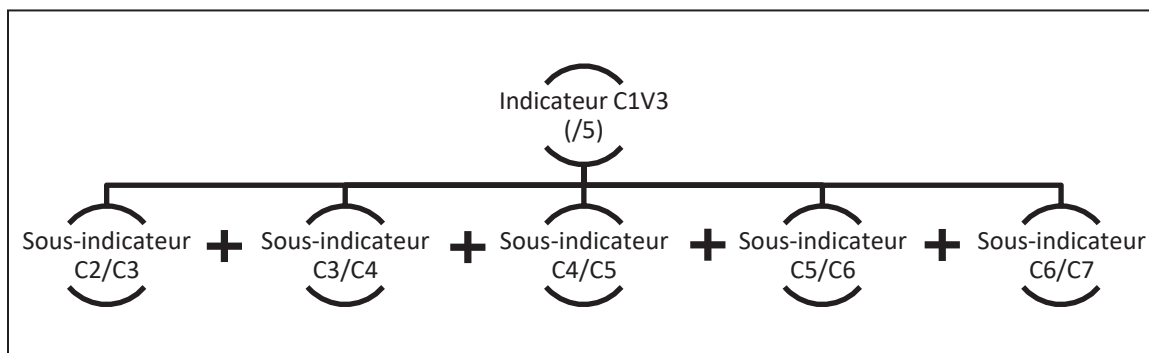 Indicateur C1V3
(/5)
Sous-indicateur
C2/C3
+
Sous-indicateur
C3/C4
+
Sous-indicateur
C4/C5
+
Sous-indicateur
C5/C6
+
Sous-indicateur
C6/C7